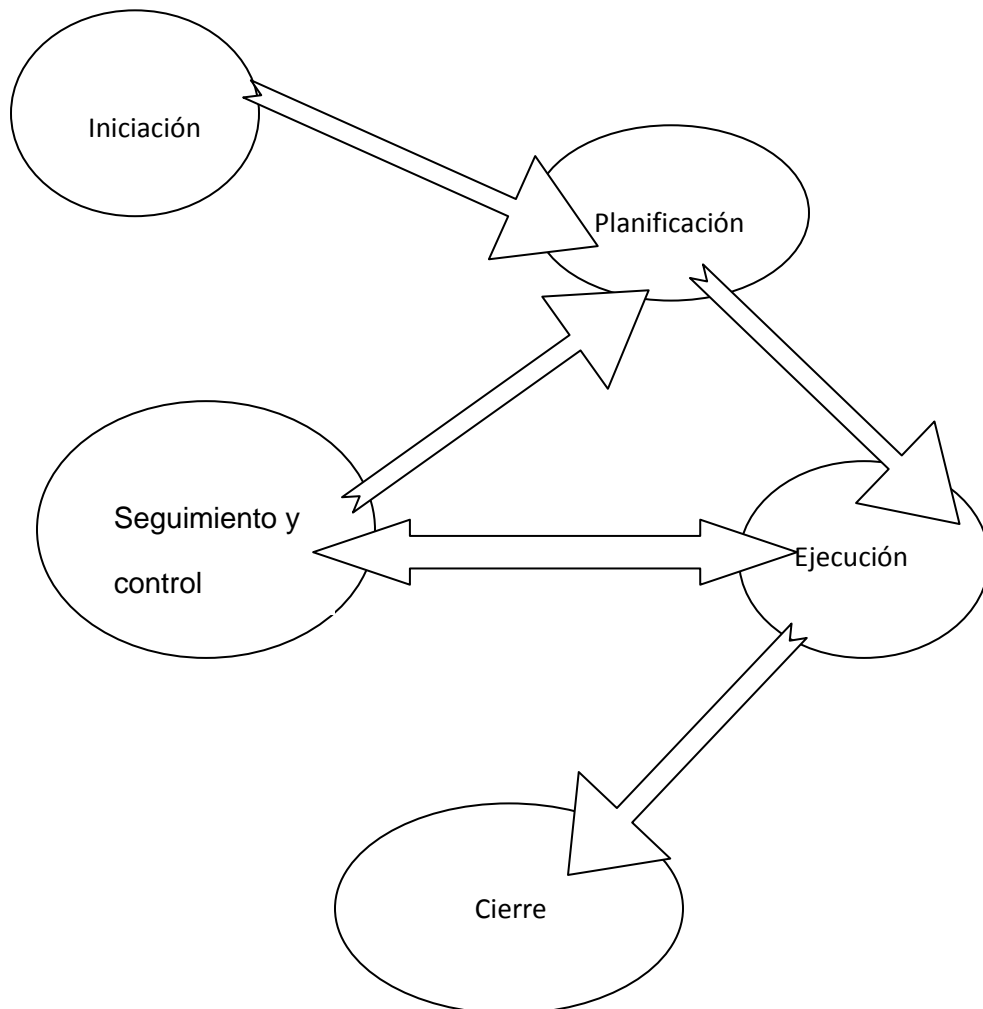 Iniciación
Planificación
Seguimiento y
control
Ejecución
Cierre